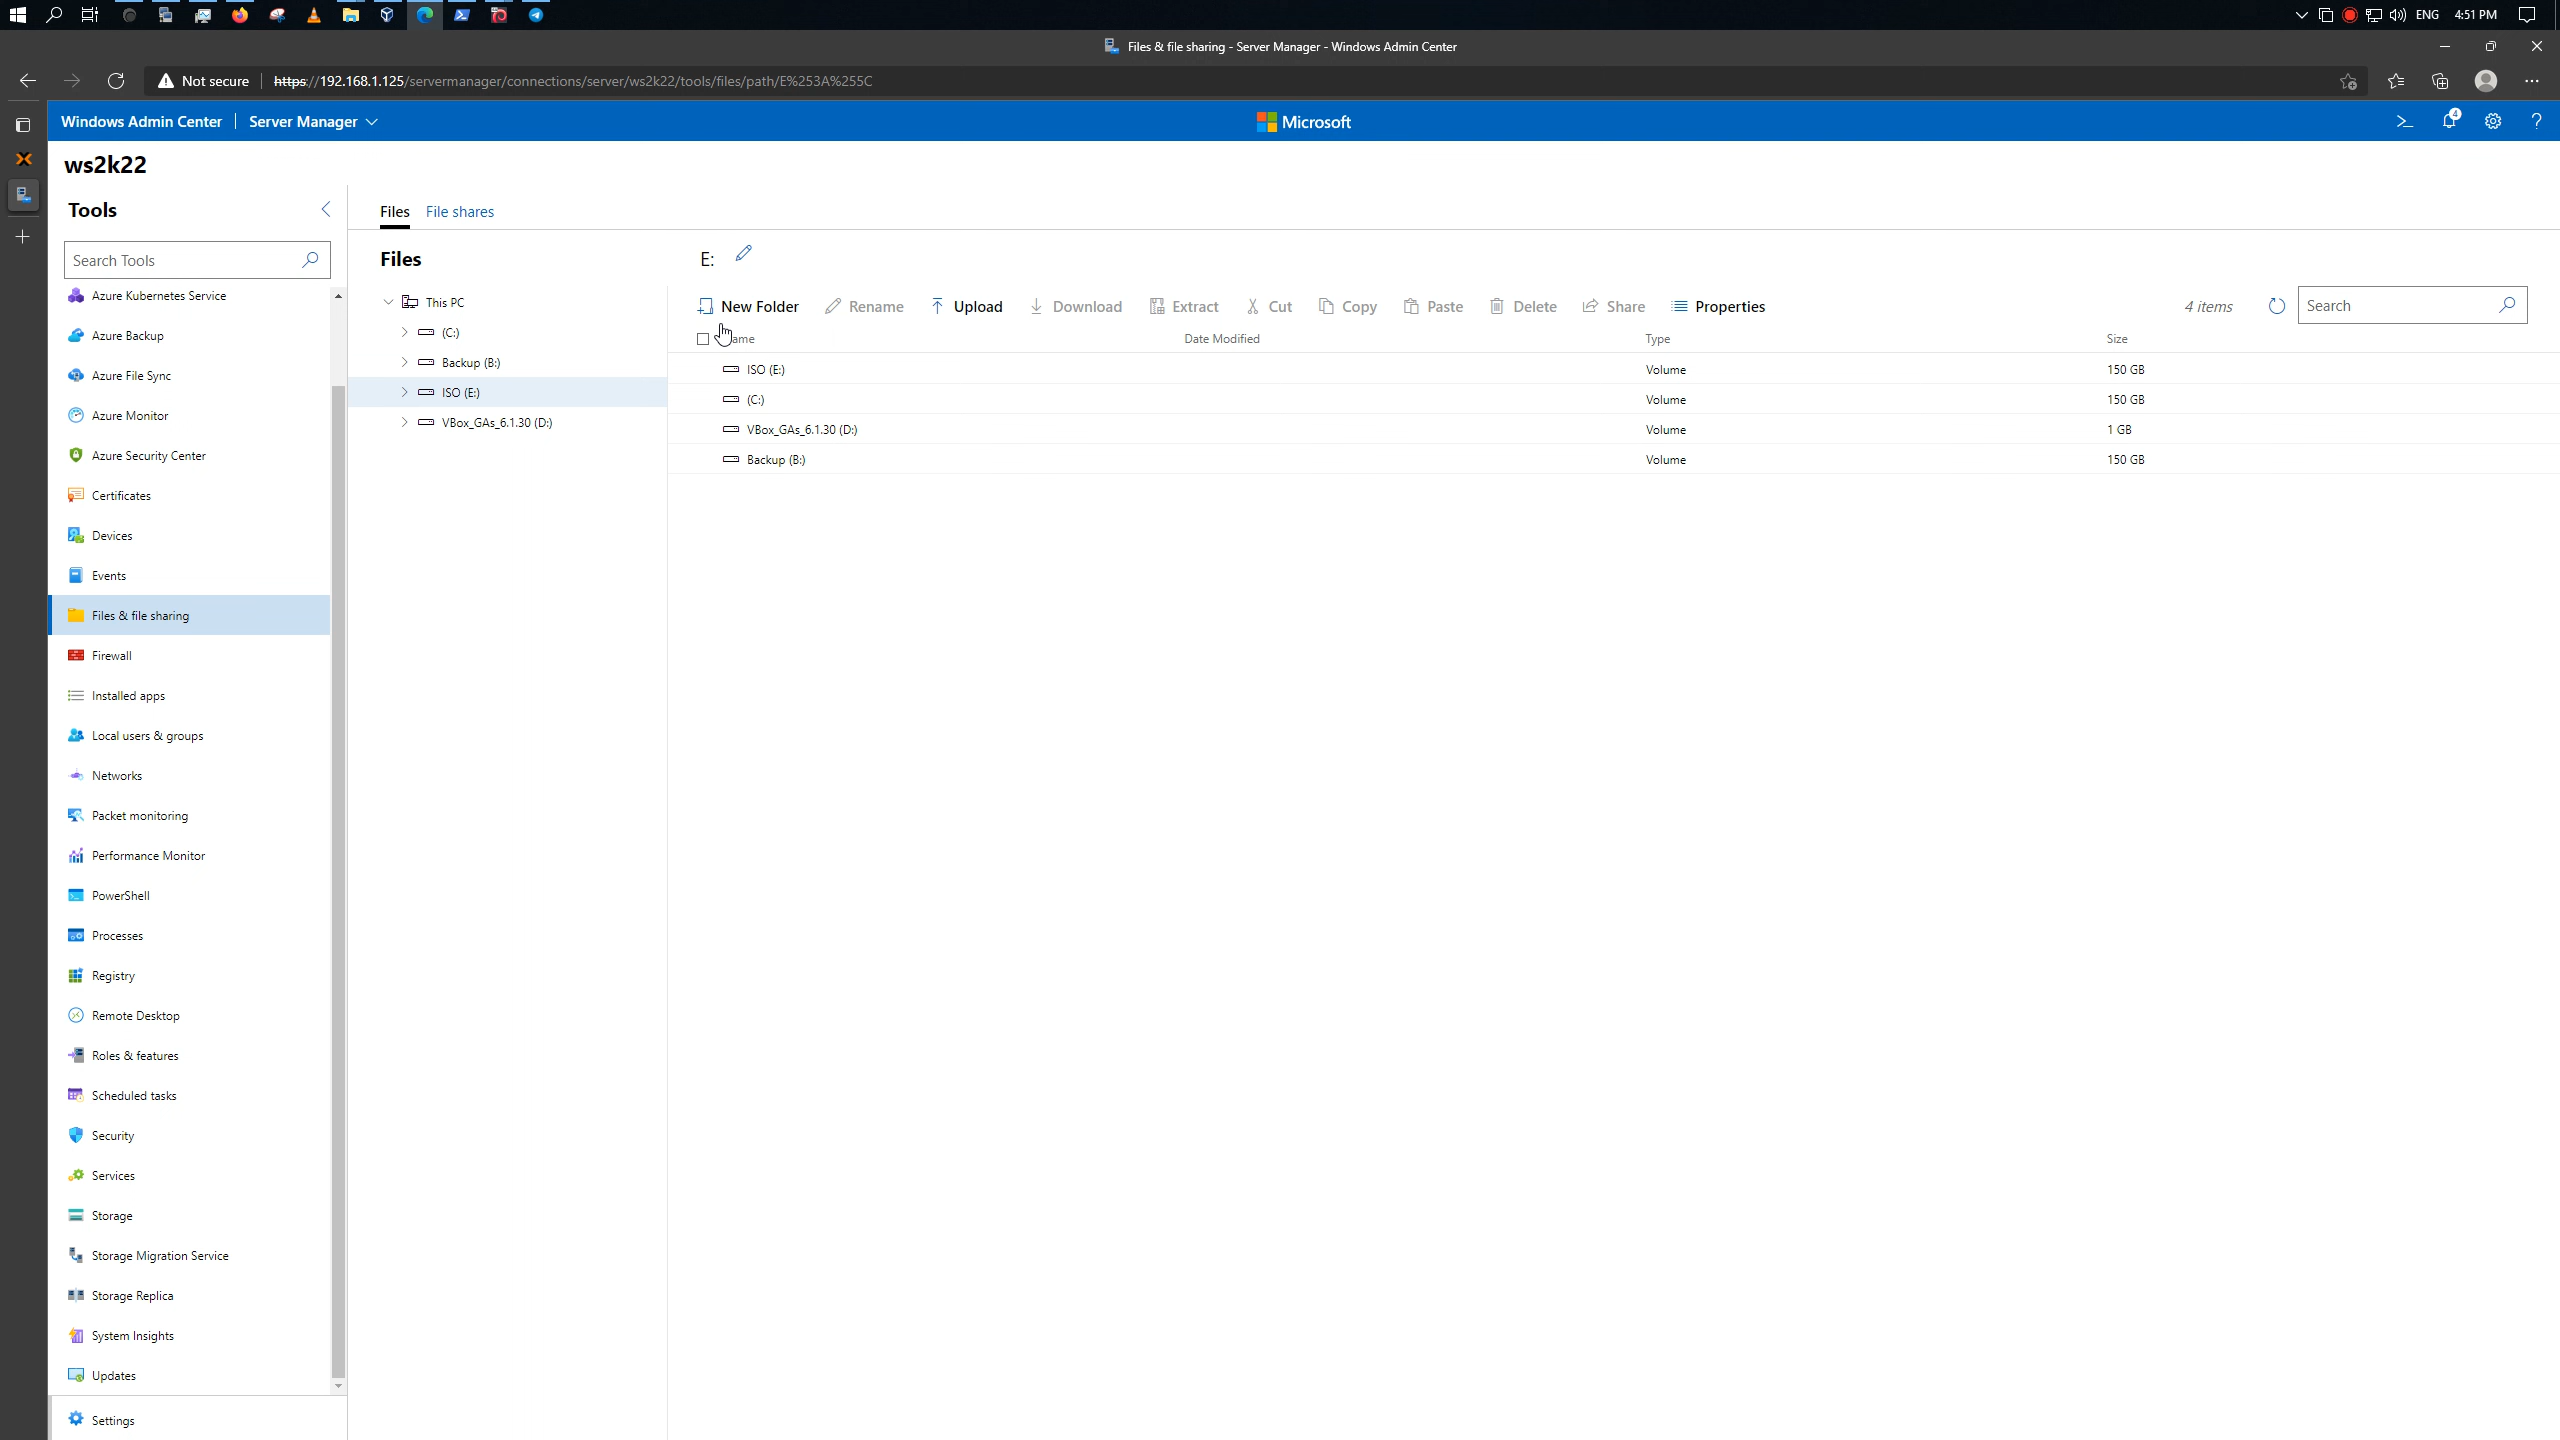 ENG 4:51 PM
Files & file sharing - Server Manager - Windows Admin Center
Not secure https://192.168.1.125/servermanager/connections/server/ws2k22/tools/files/path/E%253A%255C
Windows Admin Center Server Manager
Microsoft
4
ws2k22
Tools
Search Tools
Azure Kubernetes Service
Azure Backup
Azure File Sync
Azure Monitor
Azure Security Center
Certificates
Devices
Events
Files & file sharing
Firewall
Installed apps
Local users & groups
Networks
Packet monitoring
Performance Monitor
PowerShell
Processes
Registry
Remote Desktop
Roles & features
Scheduled tasks
Security
Services
Storage
Storage Migration Service
Storage Replica
System Insights
Updates
Settings
Files File shares
Files
This PC
(C:)
Backup (B:)
ISO (E:)
VBox_GAs_6.1.30 (D:)
E:
New Folder Rename Upload Download Extract Cut Copy Paste Delete Share Properties 4 items Search
ame Date Modified Type Size
ISO (E:) Volume 150 GB
(C:) Volume 150 GB
VBox_GAs_6.1.30 (D:) Volume 1 GB
Backup (B:) Volume 150 GB